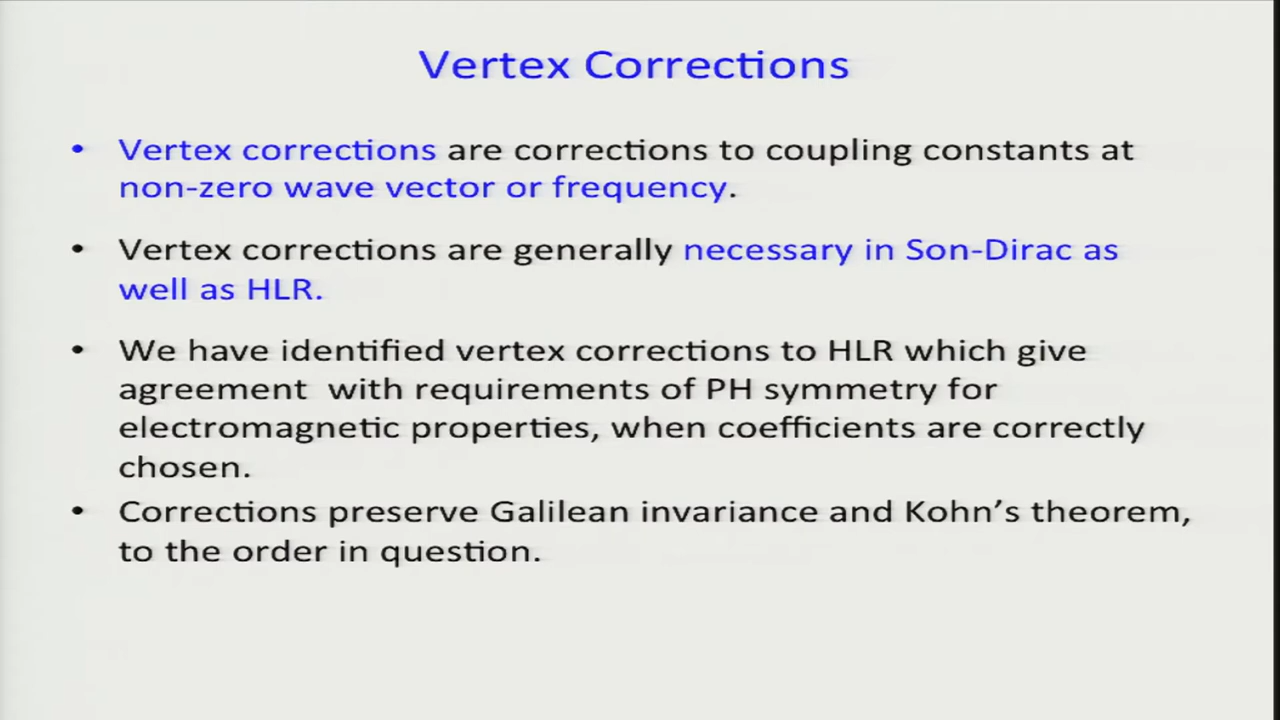 Vertex Corrections
• Vertex corrections are corrections to coupling constants at
non-zero wave vector or frequency.
• Vertex corrections are generally necessary in Son-Dirac as
well as HLR.
• We have identified vertex corrections to HLR which give
agreement  with requirements of PH symmetry for
electromagnetic properties, when coefficients are correctly
chosen.
• Corrections preserve Galilean invariance and Kohn’s theorem,
to the order in question.